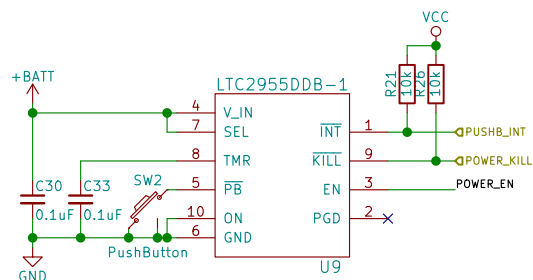 VCC
+BATT
LTC2955DDB-1
R21
10k
R26
10k
4
V_IN
7
SEL
INT
1
PUSHB_INT
8
TMR
KILL
9
POWER_KILL
SW2
C30
C33
5
PB
EN
3
POWER_EN
0.1uF
0.1uF
10
ON
PGD
2
6
GND
PushButton
U9
GND